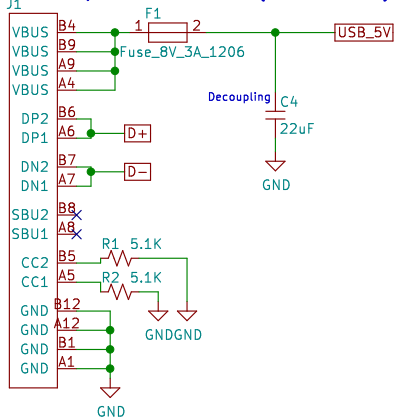 J1
VBUS B4
VBUS B9
VBUS A9
VBUS A4
F1
1 2
Fuse_8V_3A_1206
USB_5V
Decoupling
C4
22uF
GND
DP2 B6
DP1 A6
D+
DN2 B7
DN1 A7
D-
SBU2 B8
SBU1 A8
CC2 B5
CC1 A5
R1 5.1K
R2 5.1K
GND GND
GND B12
GND A12
GND B1
GND A1
GND